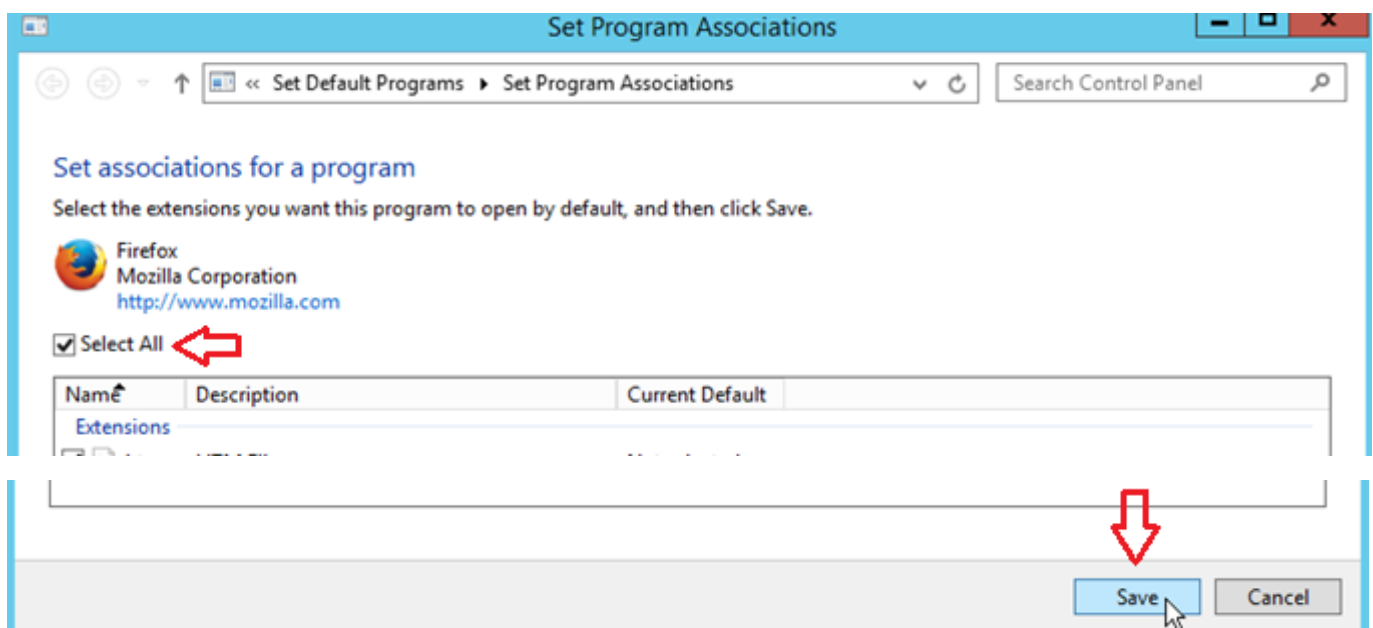 Set Program Associations
« Set Default Programs Set Program Associations Search Control Panel
Set associations for a program
Select the extensions you want this program to open by default, and then click Save.
Firefox
Mozilla Corporation
http://www.mozilla.com
Select All
Name Description Current Default
Extensions
Save Cancel